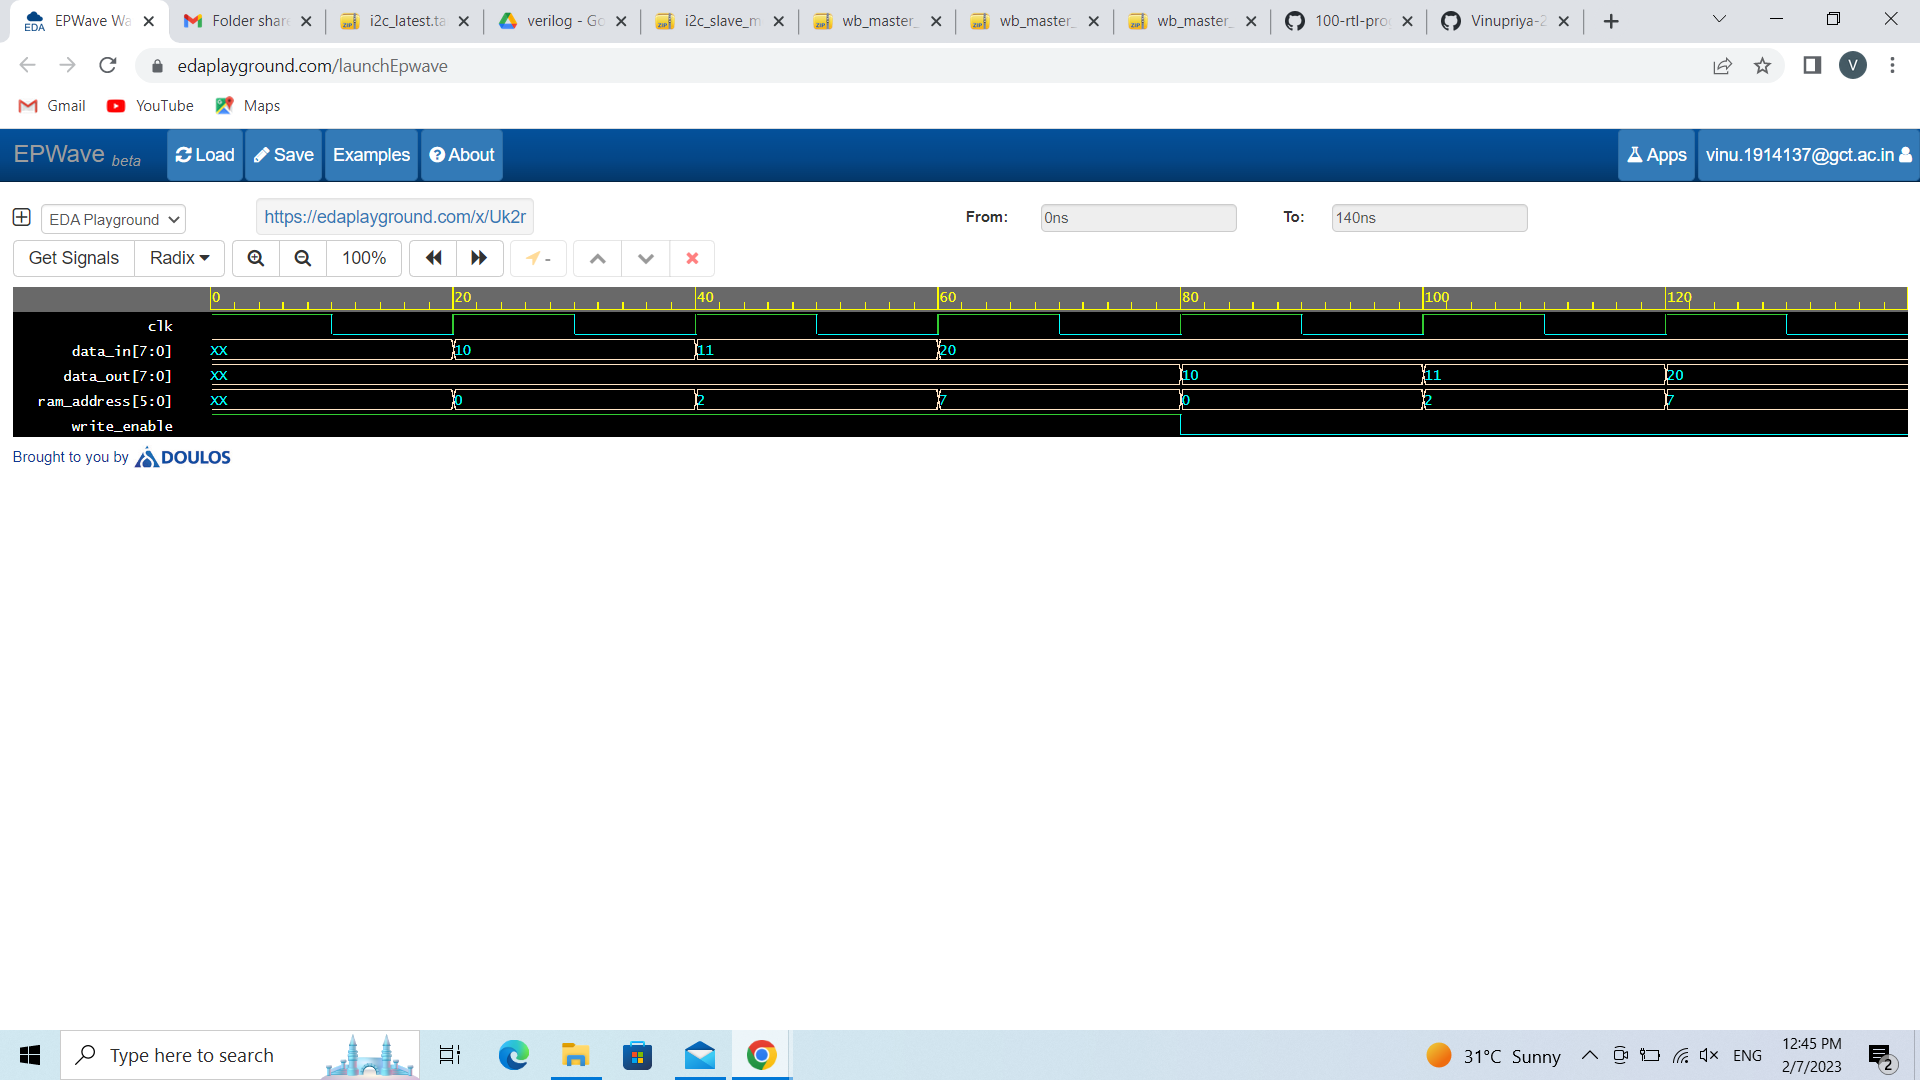 EPWave Wa
Folder share
i2c_latest.ta
verilog - Go
i2c_slave_m
wb_master_
wb_master_
wb_master_
100-rtl-proj
Vinupriya-2
EDA
edaplayground.com/launchEpwave
V
Gmail
YouTube
Maps
EPWave beta
Load
Save
Examples
About
Apps
vinu.1914137@gct.ac.in
EDA Playground
https://edaplayground.com/x/Uk2r
From:
0ns
To:
140ns
Get Signals
Radix
100%
-
0 20 40 60 80 100 120
clk
data_in[7:0] XX 10 11 20
data_out[7:0] XX 10 11 20
ram_address[5:0] XX 0 2 7 0 2 7
write_enable
Brought to you by DOULOS
Type here to search
31°C Sunny
ENG
12:45 PM
2/7/2023
2